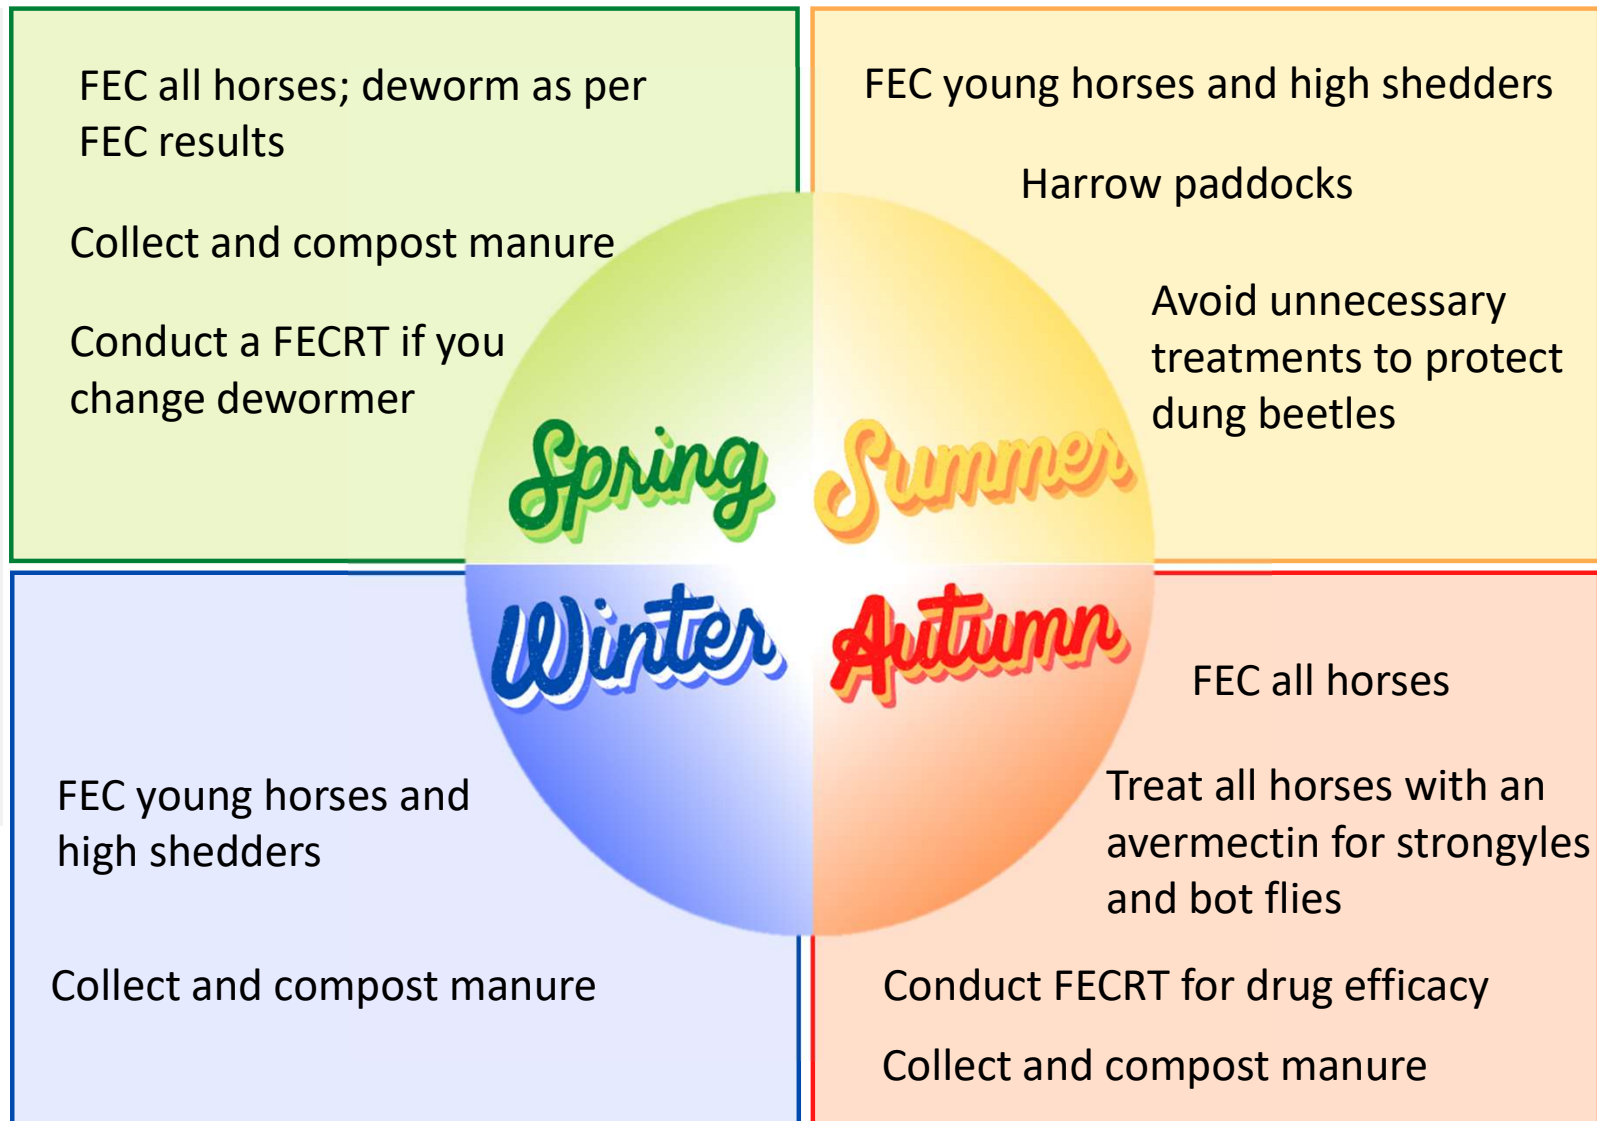 FEC all horses; deworm as per
FEC results
Collect and compost manure
Conduct a FECRT if you
change dewormer
Spring
FEC young horses and high shedders
Harrow paddocks
Avoid unnecessary
treatments to protect
dung beetles
Summer
Winter
FEC young horses and
high shedders
Collect and compost manure
Autumn
FEC all horses
Treat all horses with an
avermectin for strongyles
and bot flies
Conduct FECRT for drug efficacy
Collect and compost manure